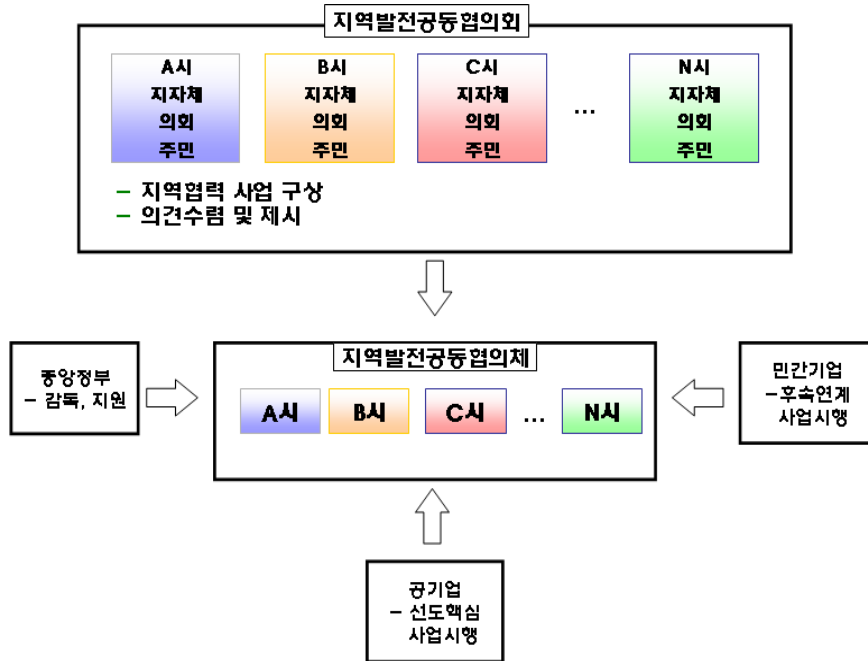 지역발전공동협의회
A시
지자체
의회
주민
B시
지자체
의회
주민
C시
지자체
의회
주민
...
N시
지자체
의회
주민
- 지역협력 사업 구상
- 의견수렴 및 제시
지역발전공동협의체
A시
B시
C시
...
N시
중앙정부
- 감독, 지원
민간기업
-후속연계
사업시행
공기업
- 선도핵심
사업시행